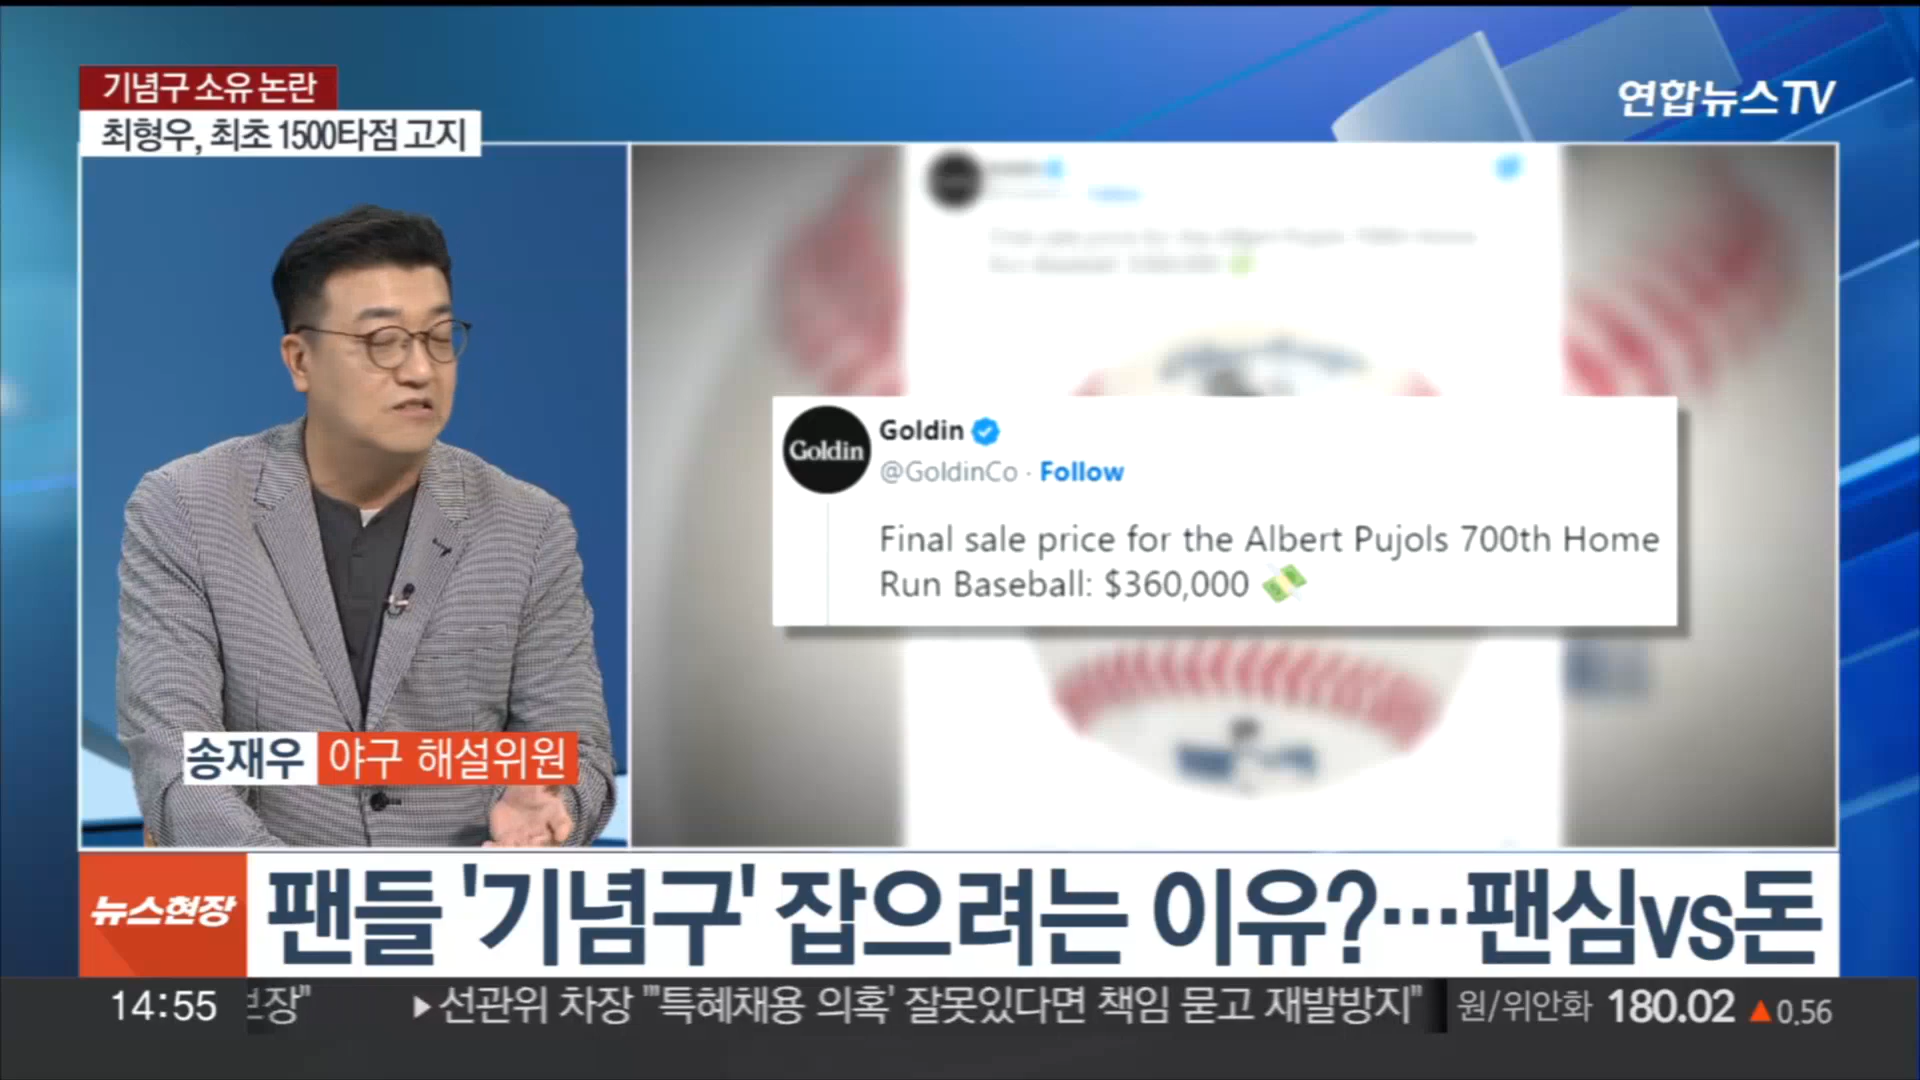 기념구 소유 논란
최형우, 최초 1500타점 고지
연합뉴스TV
Goldin
Goldin
@GoldinCo · Follow
Final sale price for the Albert Pujols 700th Home
Run Baseball: $360,000 💸
송재우 야구 해설위원
뉴스현장
팬들 '기념구' 잡으려는 이유?…팬심vs돈
14:55
장" ▶선관위 차장 "'특혜채용 의혹' 잘못있다면 책임 묻고 재발방지"
원/위안화 180.02 ▲0.56